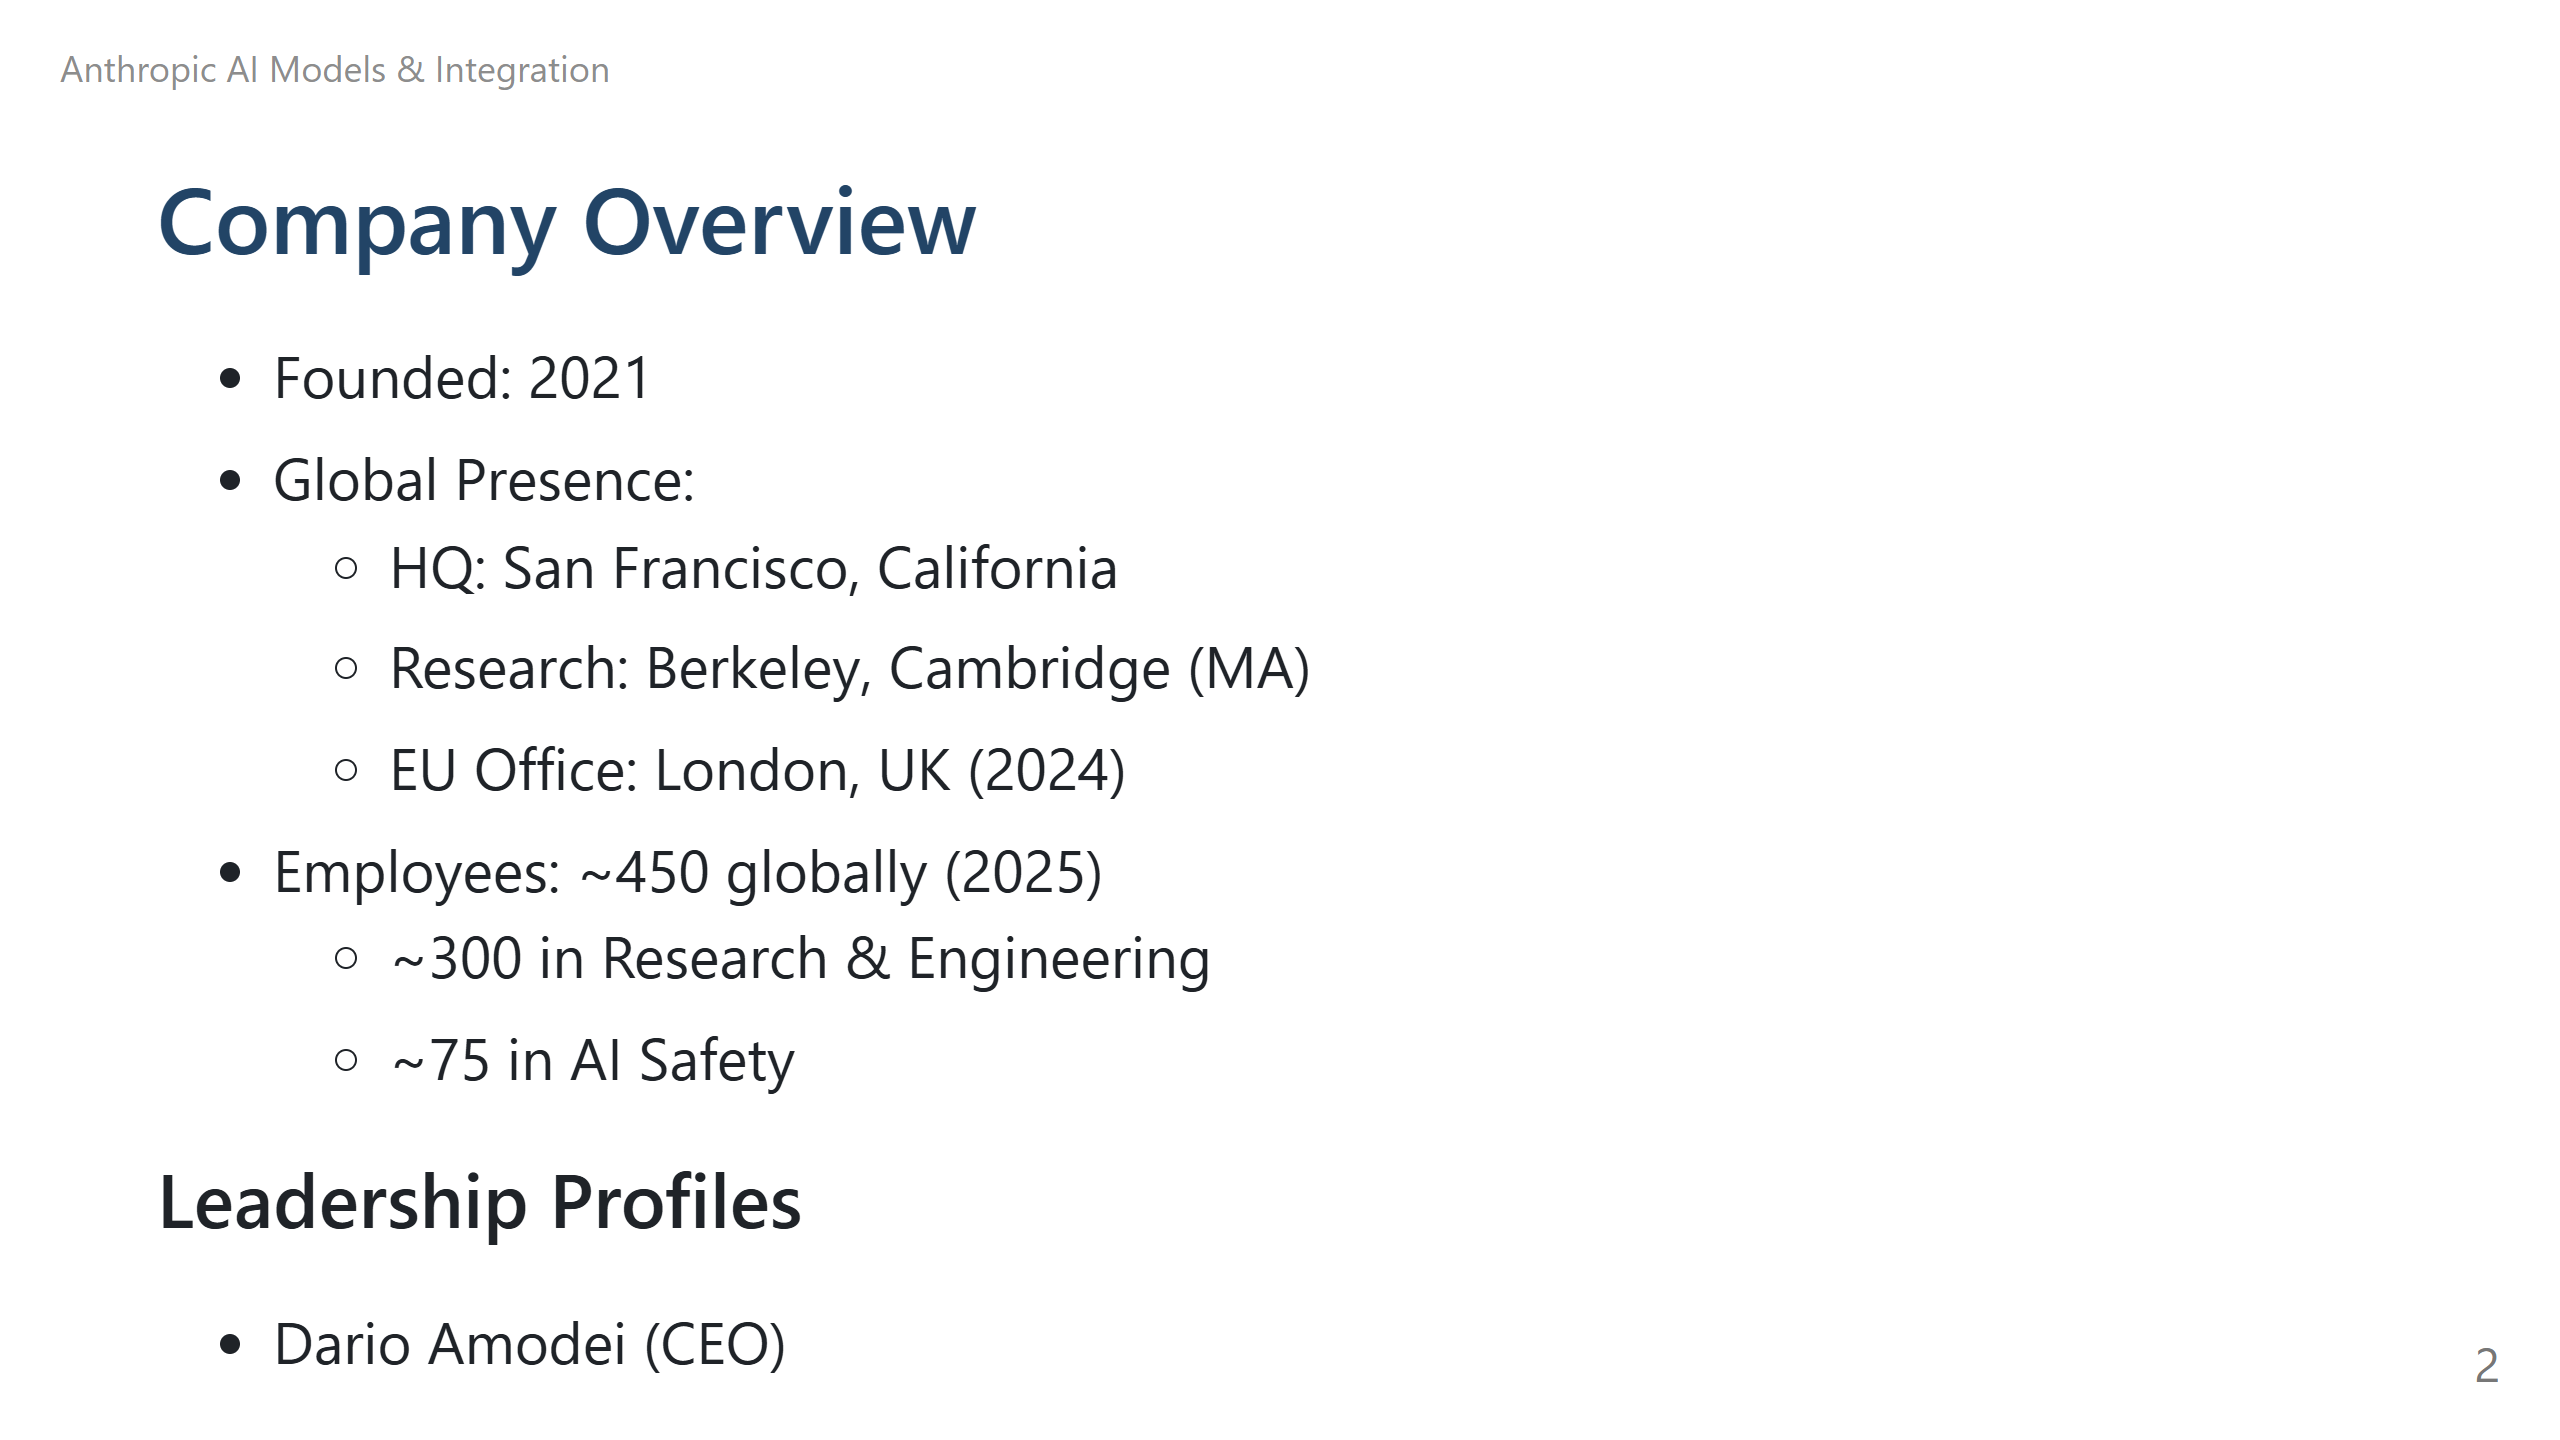 Anthropic AI Models & Integration
Company Overview
• Founded: 2021
• Global Presence:
○ HQ: San Francisco, California
○ Research: Berkeley, Cambridge (MA)
○ EU Office: London, UK (2024)
• Employees: ~450 globally (2025)
○ ~300 in Research & Engineering
○ ~75 in AI Safety
Leadership Profiles
• Dario Amodei (CEO)
2